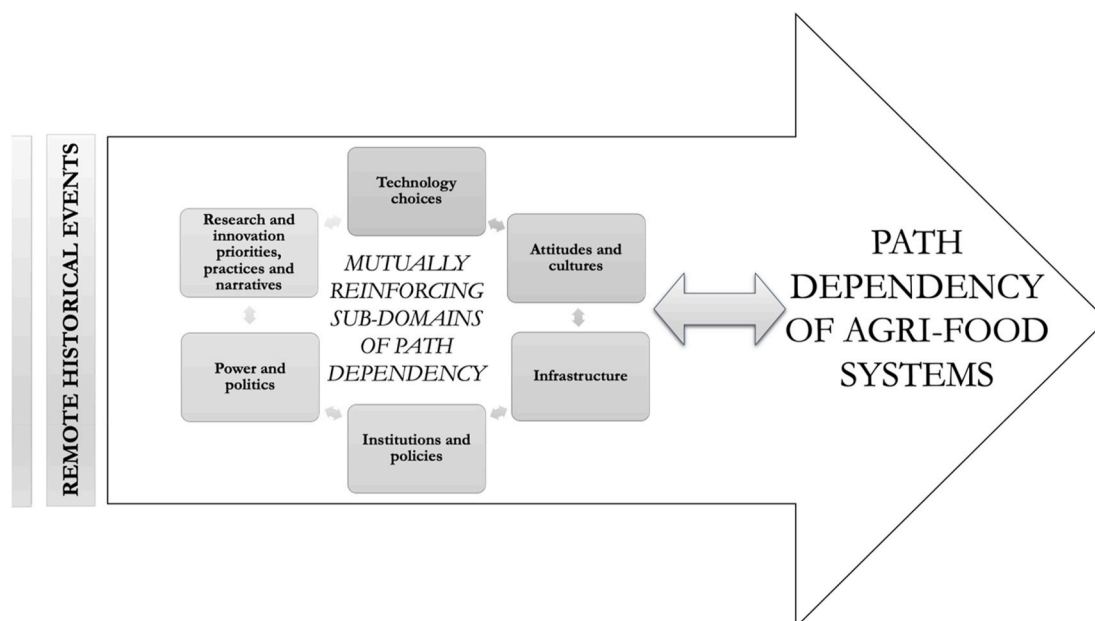 REMOTE HISTORICAL EVENTS
Technology
choices
Research and
innovation
priorities,
practices and
narratives
Attitudes and
cultures
MUTUALLY
REINFORCING
SUB-DOMAINS
OF PATH
DEPENDENCY
Power and
politics
Infrastructure
Institutions and
policies
PATH
DEPENDENCY
OF AGRI-FOOD
SYSTEMS